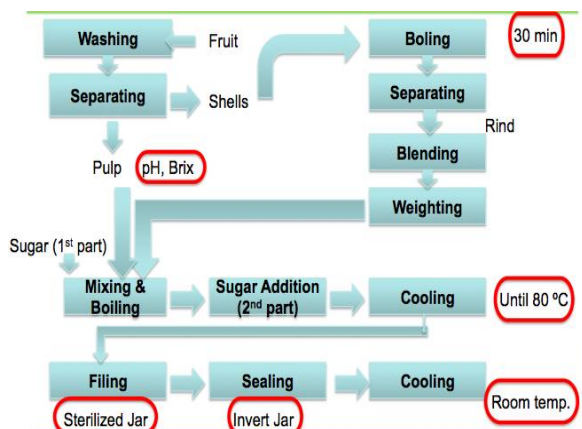 Washing
Fruit
Boling
30 min
Separating
Shells
Separating
Rind
Pulp
pH, Brix
Blending
Weighting
Sugar (1st part)
Mixing &
Boiling
Sugar Addition
(2nd part)
Cooling
Until 80 ºC
Filing
Sealing
Cooling
Sterilized Jar
Invert Jar
Room temp.